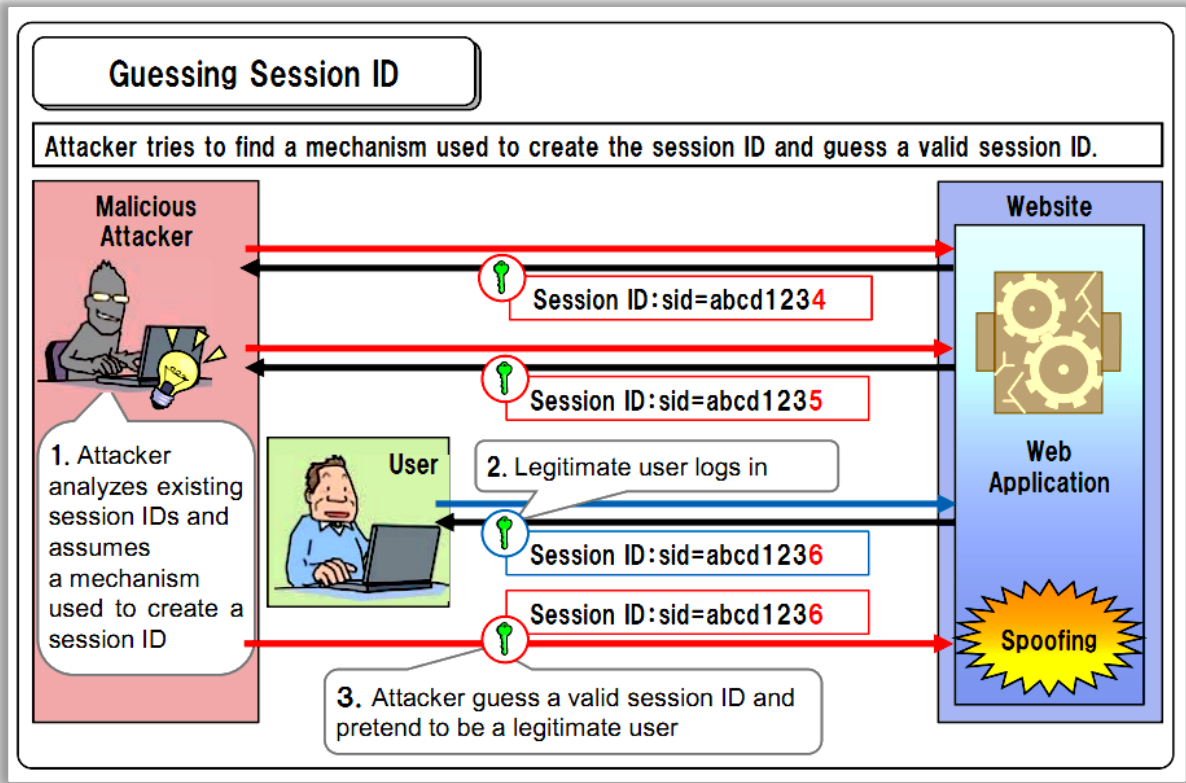 Guessing Session ID
Attacker tries to find a mechanism used to create the session ID and guess a valid session ID.
Malicious
Attacker
Website
Session ID:sid=abcd1234
Session ID:sid=abcd1235
1. Attacker
analyzes existing
session IDs and
assumes
a mechanism
used to create a
session ID
User
2. Legitimate user logs in
Web
Application
Session ID:sid=abcd1236
Session ID:sid=abcd1236
Spoofing
3. Attacker guess a valid session ID and
pretend to be a legitimate user